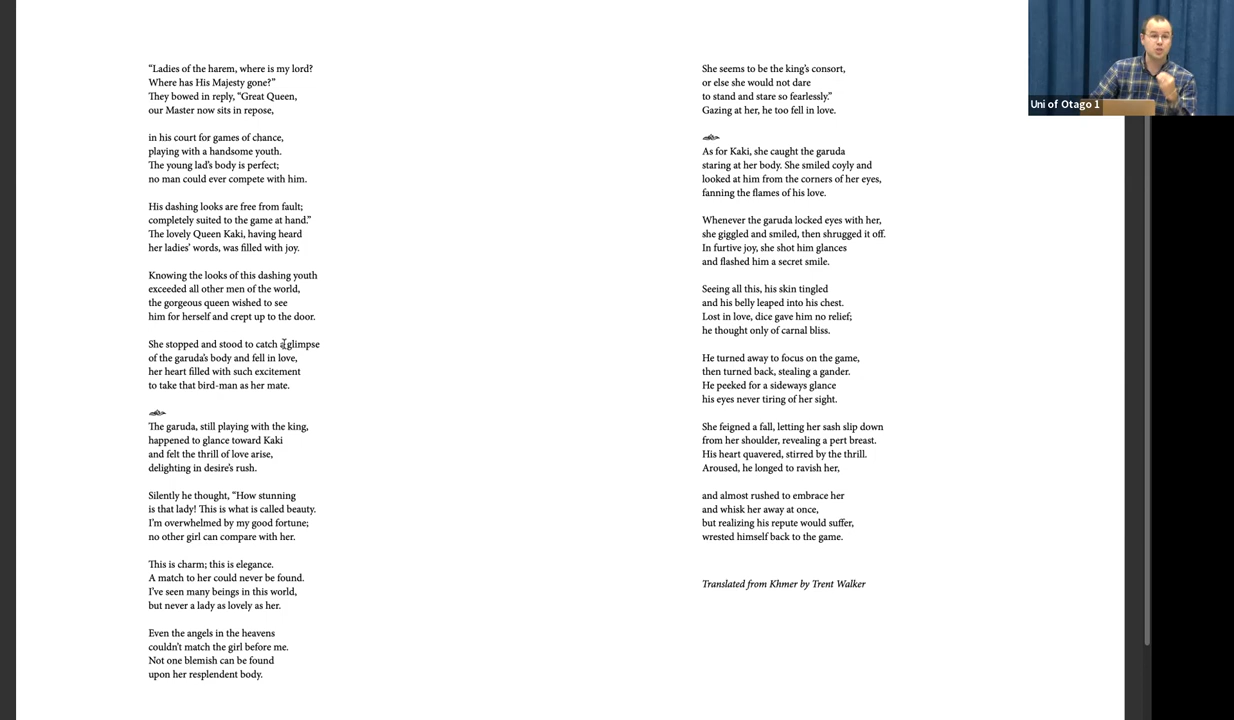 “Ladies of the harem, where is my lord?
Where has His Majesty gone?”
They bowed in reply, “Great Queen,
our Master now sits in repose,
in his court for games of chance,
playing with a handsome youth.
The young lad’s body is perfect;
no man could ever compete with him.
His dashing looks are free from fault;
completely suited to the game at hand.”
The lovely Queen Kaki, having heard
her ladies’ words, was filled with joy.
Knowing the looks of this dashing youth
exceeded all other men of the world,
the gorgeous queen wished to see
him for herself and crept up to the door.
She stopped and stood to catch a glimpse
of the garuda’s body and fell in love,
her heart filled with such excitement
to take that bird-man as her mate.
The garuda, still playing with the king,
happened to glance toward Kaki
and felt the thrill of love arise,
delighting in desire’s rush.
Silently he thought, “How stunning
is that lady! This is what is called beauty.
I’m overwhelmed by my good fortune;
no other girl can compare with her.
This is charm; this is elegance.
A match to her could never be found.
I’ve seen many beings in this world,
but never a lady as lovely as her.
Even the angels in the heavens
couldn’t match the girl before me.
Not one blemish can be found
upon her resplendent body.
She seems to be the king’s consort,
or else she would not dare
to stand and stare so fearlessly.”
Gazing at her, he too fell in love.
As for Kaki, she caught the garuda
staring at her body. She smiled coyly and
looked at him from the corners of her eyes,
fanning the flames of his love.
Whenever the garuda locked eyes with her,
she giggled and smiled, then shrugged it off.
In furtive joy, she shot him glances
and flashed him a secret smile.
Seeing all this, his skin tingled
and his belly leaped into his chest.
Lost in love, dice gave him no relief;
he thought only of carnal bliss.
He turned away to focus on the game,
then turned back, stealing a gander.
He peeked for a sideways glance
his eyes never tiring of her sight.
She feigned a fall, letting her sash slip down
from her shoulder, revealing a pert breast.
His heart quavered, stirred by the thrill.
Aroused, he longed to ravish her,
and almost rushed to embrace her
and whisk her away at once,
but realizing his repute would suffer,
wrested himself back to the game.
Translated from Khmer by Trent Walker
Uni of Otago 1